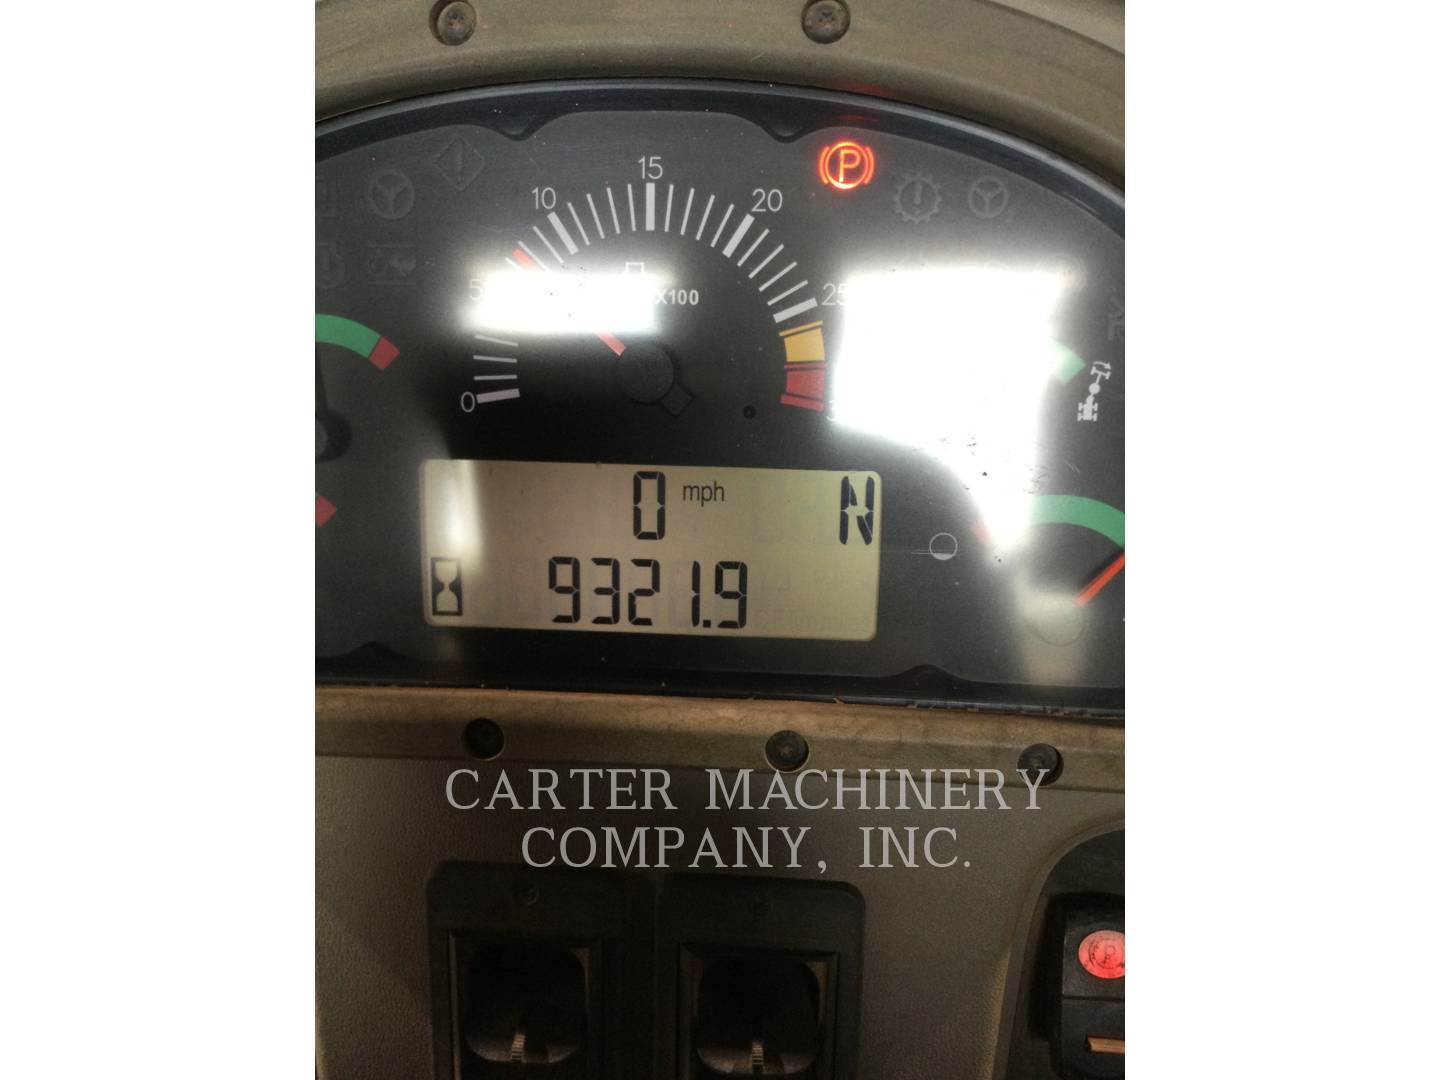 15
10
20
P
5
X100
25
0
0 mph N
9321.9
CARTER MACHINERY
COMPANY, INC.
P